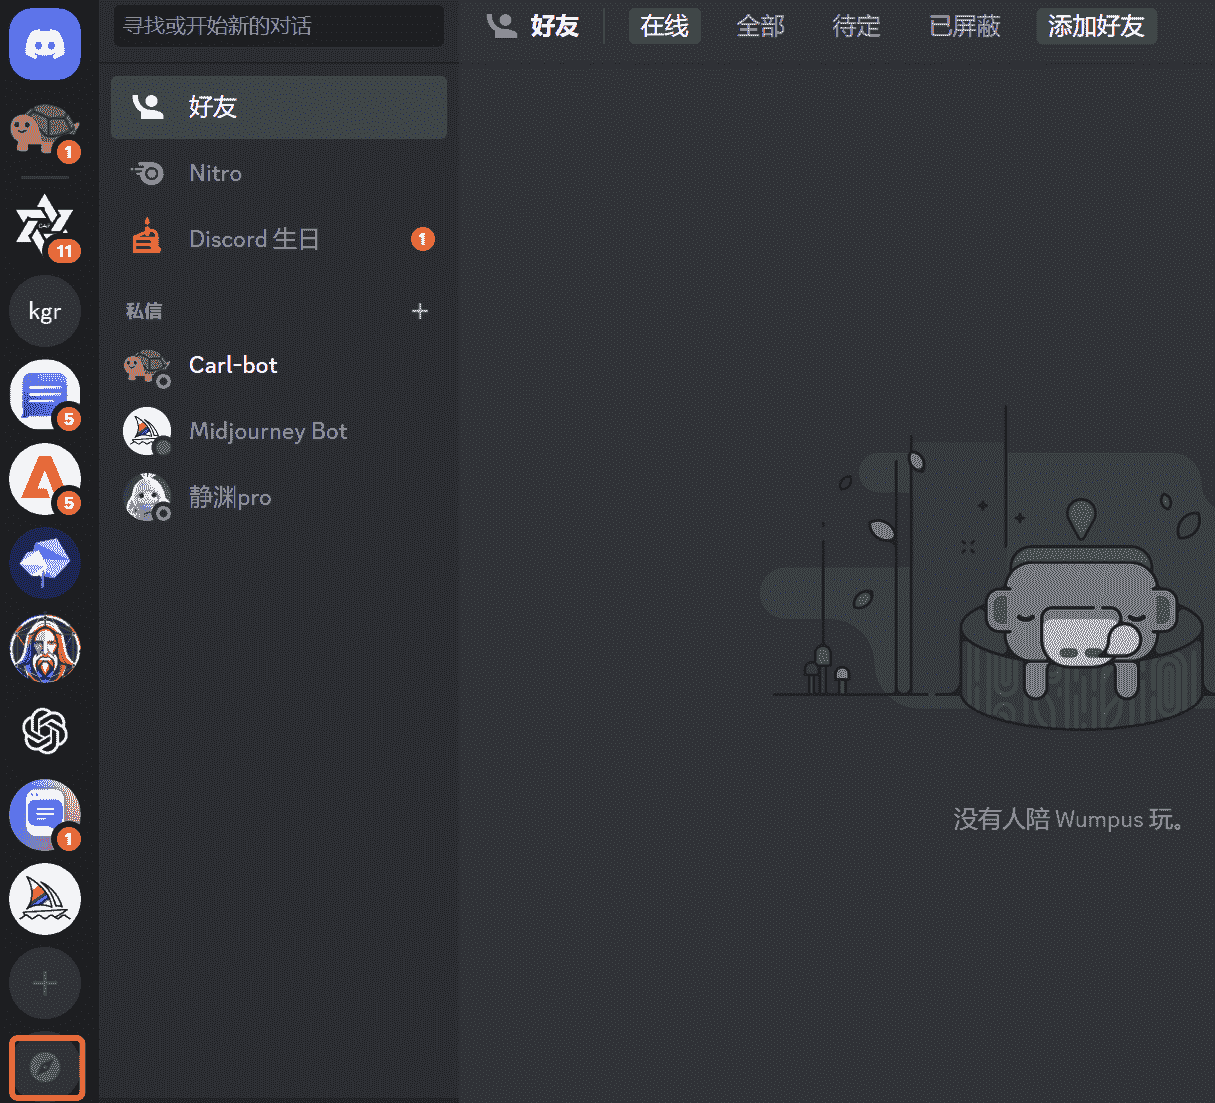 寻找或开始新的对话
好友 在线 全部 待定 已屏蔽 添加好友
好友
Nitro
Discord 生日 1
私信
Carl-bot
Midjourney Bot
静渊pro
1
11
kgr
5
5
1
没有人陪 Wumpus 玩。